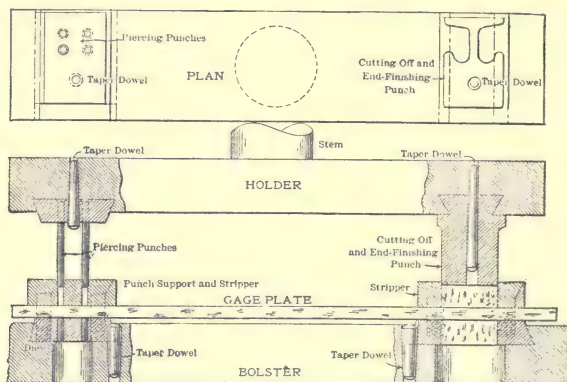 Piercing Punches
Taper Dowel
PLAN
Cutting Off and
End-Finishing
Punch
Taper Dowel
Stem
Taper Dowel
Taper Dowel
HOLDER
Piercing Punches
Cutting Off
and End-Finishing
Punch
Punch Support and Stripper
Stripper
GAGE PLATE
Taper Dowel
Taper Dowel
BOLSTER